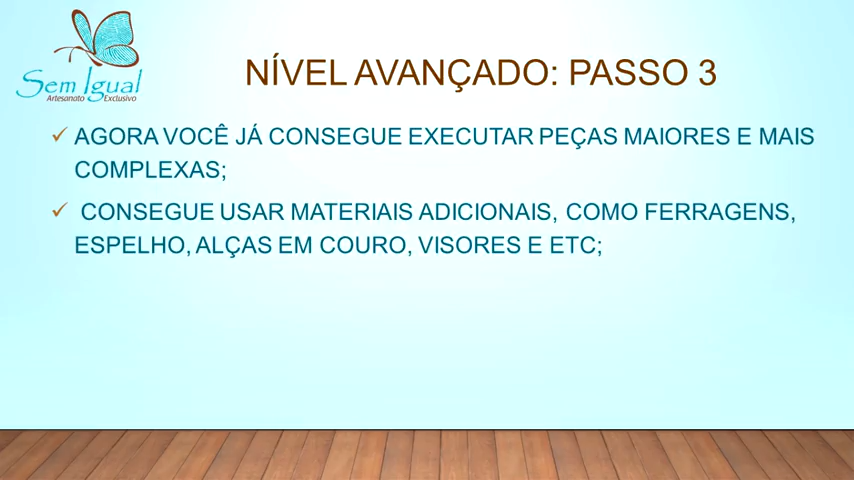 Sem Igual
Artesanato Exclusivo
NÍVEL AVANÇADO: PASSO 3
AGORA VOCÊ JÁ CONSEGUE EXECUTAR PEÇAS MAIORES E MAIS
COMPLEXAS;
CONSEGUE USAR MATERIAIS ADICIONAIS, COMO FERRAGENS,
ESPELHO, ALÇAS EM COURO, VISORES E ETC;